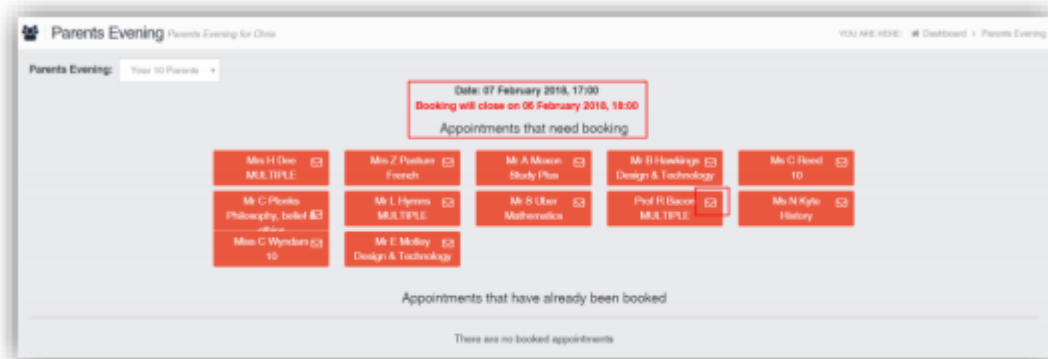 Parents Evening Parents Evening for Chris
YOU ARE HERE: Dashboard > Parents Evening
Parents Evening: Your 10 Parents
Date: 07 February 2018, 17:00
Booking will close on 06 February 2018, 18:00
Appointments that need booking
Mrs H Dee
MULTIPLE
Mrs Z Pasture
French
Mr A Moxon
Study Plus
Mr B Hawkings
Design & Technology
Ms C Reed
10
Mr C Plonks
Philosophy, belief &
ethics
Mr L Hymns
MULTIPLE
Mr S Uber
Mathematics
Prof R Bacon
MULTIPLE
Ms N Kyte
History
Miss C Wyndam
10
Mr E Motley
Design & Technology
Appointments that have already been booked
There are no booked appointments